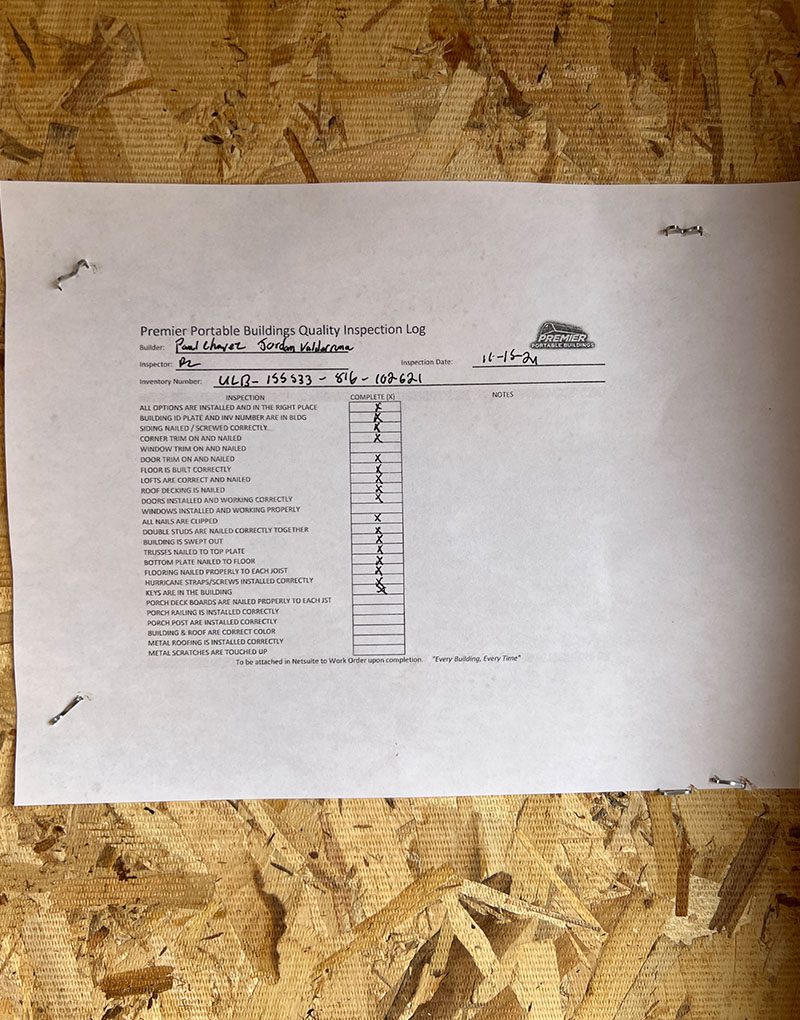 Premier Portable Buildings Quality Inspection Log
PREMIER
PORTABLE BUILDINGS
Builder: Paul Chavez Jordan Valderrama
Inspector: Inspection Date: 11-15-21
Inventory Number: ULB-155533-816-102621
INSPECTION COMPLETE (X) NOTES
ALL OPTIONS ARE INSTALLED AND IN THE RIGHT PLACE X
BUILDING ID PLATE AND INV NUMBER ARE IN BLDG X
SIDING NAILED / SCREWED CORRECTLY X
CORNER TRIM ON AND NAILED X
WINDOW TRIM ON AND NAILED
DOOR TRIM ON AND NAILED X
FLOOR IS BUILT CORRECTLY X
LOFTS ARE CORRECT AND NAILED X
ROOF DECKING IS NAILED X
DOORS INSTALLED AND WORKING CORRECTLY X
WINDOWS INSTALLED AND WORKING PROPERLY
ALL NAILS ARE CLIPPED X
DOUBLE STUDS ARE NAILED CORRECTLY TOGETHER X
BUILDING IS SWEPT OUT X
TRUSSES NAILED TO TOP PLATE X
BOTTOM PLATE NAILED TO FLOOR X
FLOORING NAILED PROPERLY TO EACH JOIST X
HURRICANE STRAPS/SCREWS INSTALLED CORRECTLY X
KEYS ARE IN THE BUILDING X
PORCH DECK BOARDS ARE NAILED PROPERLY TO EACH JST
PORCH RAILING IS INSTALLED CORRECTLY
PORCH POST ARE INSTALLED CORRECTLY
BUILDING & ROOF ARE CORRECT COLOR
METAL ROOFING IS INSTALLED CORRECTLY
METAL SCRATCHES ARE TOUCHED UP
To be attached in Netsuite to Work Order upon completion. "Every Building, Every Time"